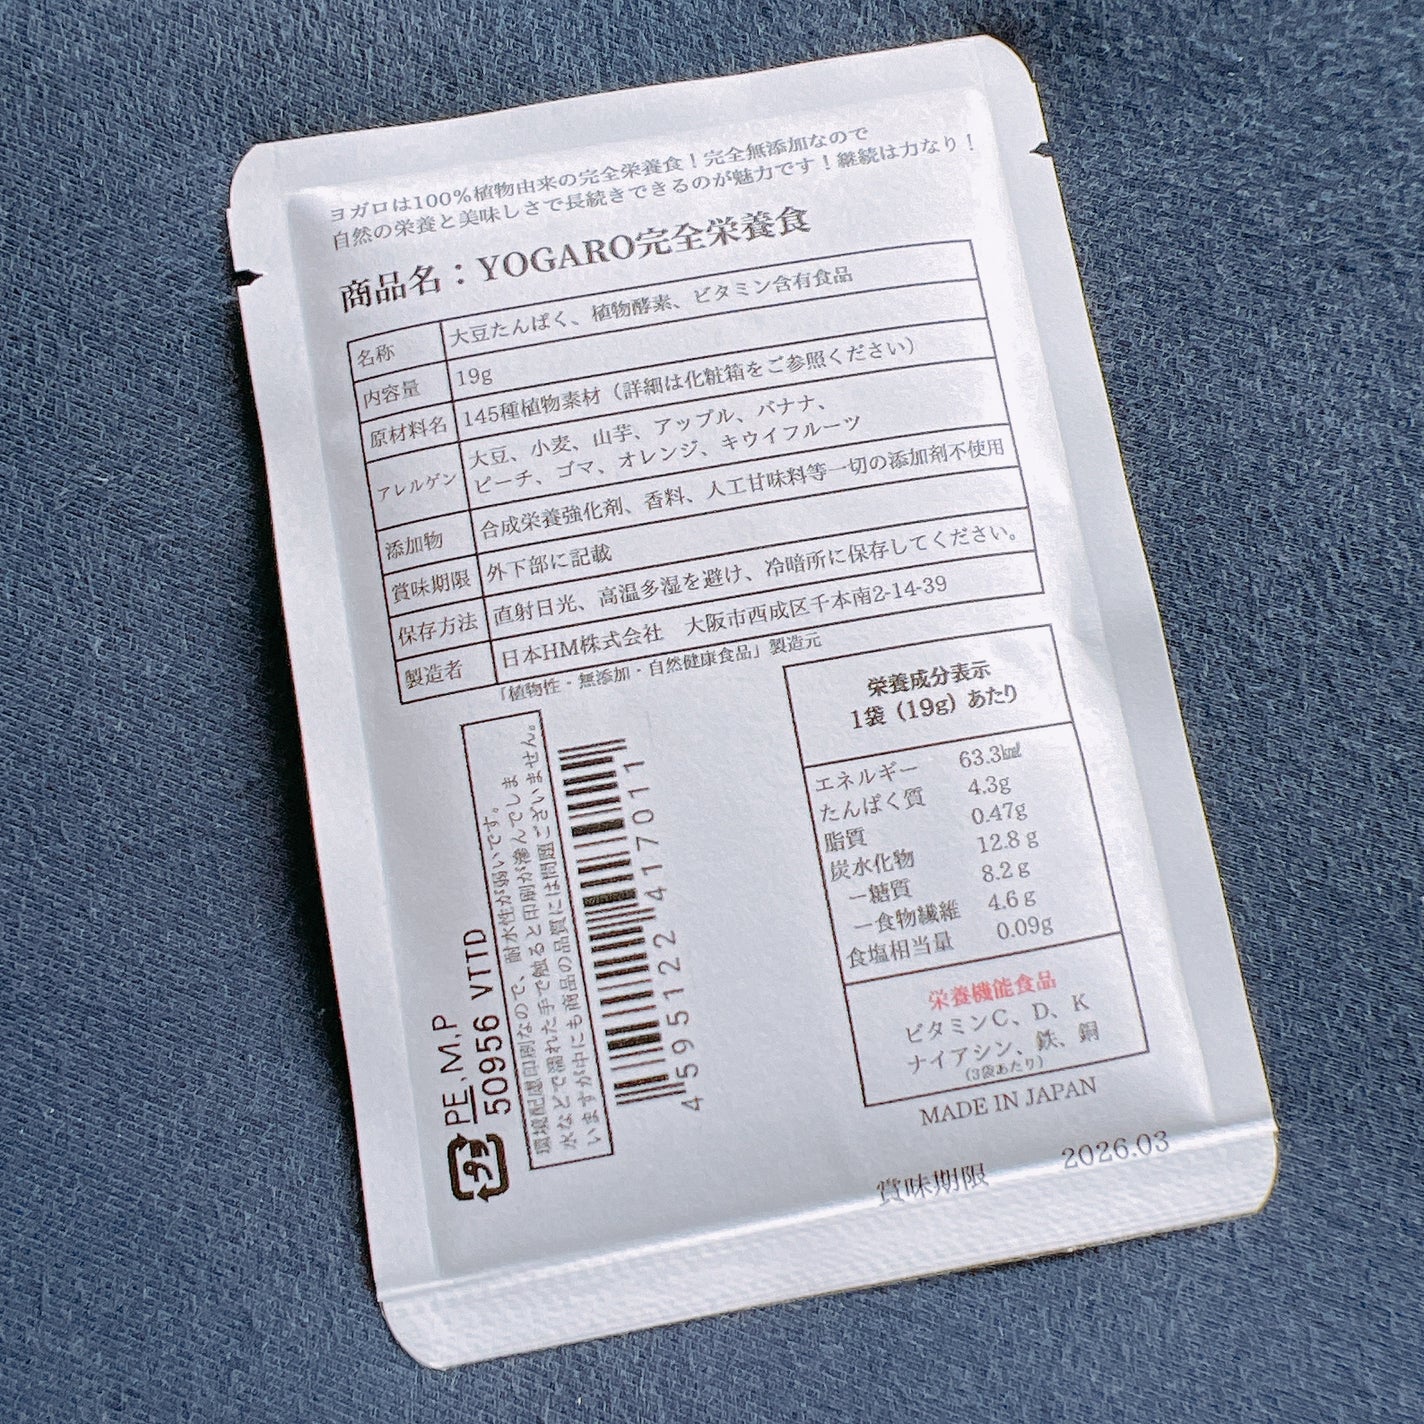 ヨガロは100%植物由来の完全栄養食！完全無添加なので
自然の栄養と美味しさで長続きできるのが魅力です！継続は力なり！
商品名：YOGARO完全栄養食
名称 大豆たんぱく、植物酵素、ビタミン含有食品
内容量 19g
原材料名 145種植物素材（詳細は化粧箱をご参照ください）
アレルゲン 大豆、小麦、山芋、アップル、バナナ、
ピーチ、ゴマ、オレンジ、キウイフルーツ
添加物 合成栄養強化剤、香料、人工甘味料等一切の添加剤不使用
賞味期限 外下部に記載
保存方法 直射日光、高温多湿を避け、冷暗所に保存してください。
製造者 日本HM株式会社 大阪市西成区千本南2-14-39
「植物性・無添加・自然健康食品」製造元
栄養成分表示
1袋（19g）あたり
エネルギー 63.3㎉
たんぱく質 4.3g
脂質 0.47g
炭水化物 12.8g
ー糖質 8.2g
ー食物繊維 4.6g
食塩相当量 0.09g
栄養機能食品
ビタミンC、D、K
ナイアシン、鉄、銅
(3袋あたり)
MADE IN JAPAN
賞味期限 2026.03
プラ PE,M,P
50956 VTTD
環境配慮印刷なので、耐水性が弱いです。
水などで濡れた手で触ると印刷が滲んでしま
いますが中にも商品の品質には問題ございません。
4595122417011